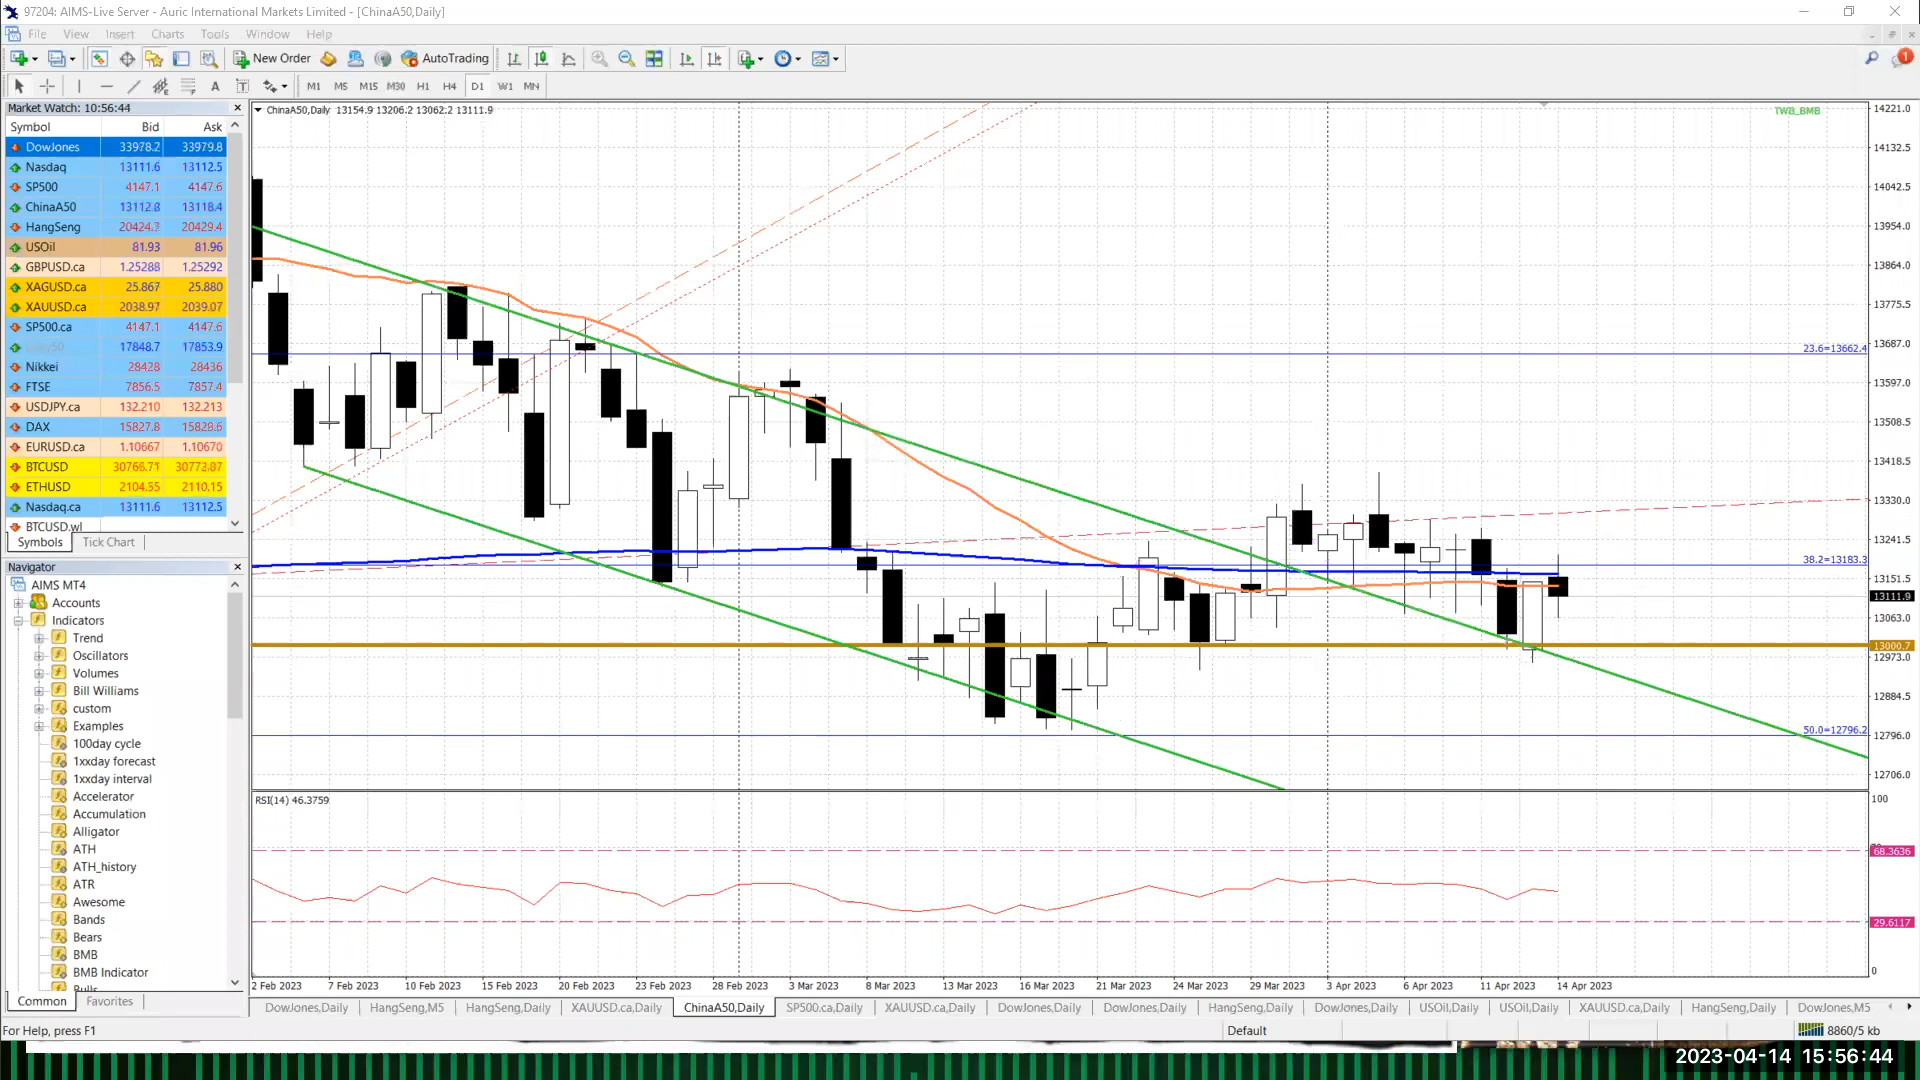 97204: AIMS-Live Server - Auric International Markets Limited - [ChinaA50,Daily]
File View Insert Charts Tools Window Help
New Order AutoTrading 1
A T M1 M5 M15 M30 H1 H4 D1 W1 MN
Market Watch: 10:56:44
Symbol Bid Ask
DowJones 33978.2 33979.8
Nasdaq 13111.6 13112.5
SP500 4147.1 4147.6
ChinaA50 13112.8 13118.4
HangSeng 20424.3 20429.4
USOil 81.93 81.96
GBPUSD.ca 1.25288 1.25292
XAGUSD.ca 25.867 25.880
XAUUSD.ca 2038.97 2039.07
SP500.ca 4147.1 4147.6
17848.7 17853.9
Nikkei 28428 28436
FTSE 7856.5 7857.4
USDJPY.ca 132.210 132.213
DAX 15827.8 15828.6
EURUSD.ca 1.10667 1.10670
BTCUSD 30766.71 30772.87
ETHUSD 2104.55 2110.15
Nasdaq.ca 13111.6 13112.5
BTCUSD.wl
Symbols Tick Chart
Navigator
AIMS MT4
Accounts
Indicators
Trend
Oscillators
Volumes
Bill Williams
custom
Examples
100day cycle
1xxday forecast
1xxday interval
Accelerator
Accumulation
Alligator
ATH
ATH_history
ATR
Awesome
Bands
Bears
BMB
BMB Indicator
Bulls
Common Favorites
ChinaA50,Daily 13154.9 13206.2 13062.2 13111.9
TWB_BMB
23.6=13662.4
38.2=13183.3
50.0=12796.2
14221.0
14132.5
14042.5
13954.0
13864.0
13775.5
13687.0
13597.0
13508.5
13418.5
13330.0
13241.5
13151.5
13111.9
13063.0
13000.7
12973.0
12884.5
12796.0
12706.0
RSI(14) 46.3759
100
68.3636
29.6117
0
2 Feb 2023 7 Feb 2023 10 Feb 2023 15 Feb 2023 20 Feb 2023 23 Feb 2023 28 Feb 2023 3 Mar 2023 8 Mar 2023 13 Mar 2023 16 Mar 2023 21 Mar 2023 24 Mar 2023 29 Mar 2023 3 Apr 2023 6 Apr 2023 11 Apr 2023 14 Apr 2023
DowJones,Daily HangSeng,M5 HangSeng,Daily XAUUSD.ca,Daily ChinaA50,Daily SP500.ca,Daily XAUUSD.ca,Daily DowJones,Daily DowJones,Daily HangSeng,Daily DowJones,Daily USOil,Daily USOil,Daily XAUUSD.ca,Daily HangSeng,Daily DowJones,M5
For Help, press F1 Default 8860/5 kb
2023-04-14 15:56:44